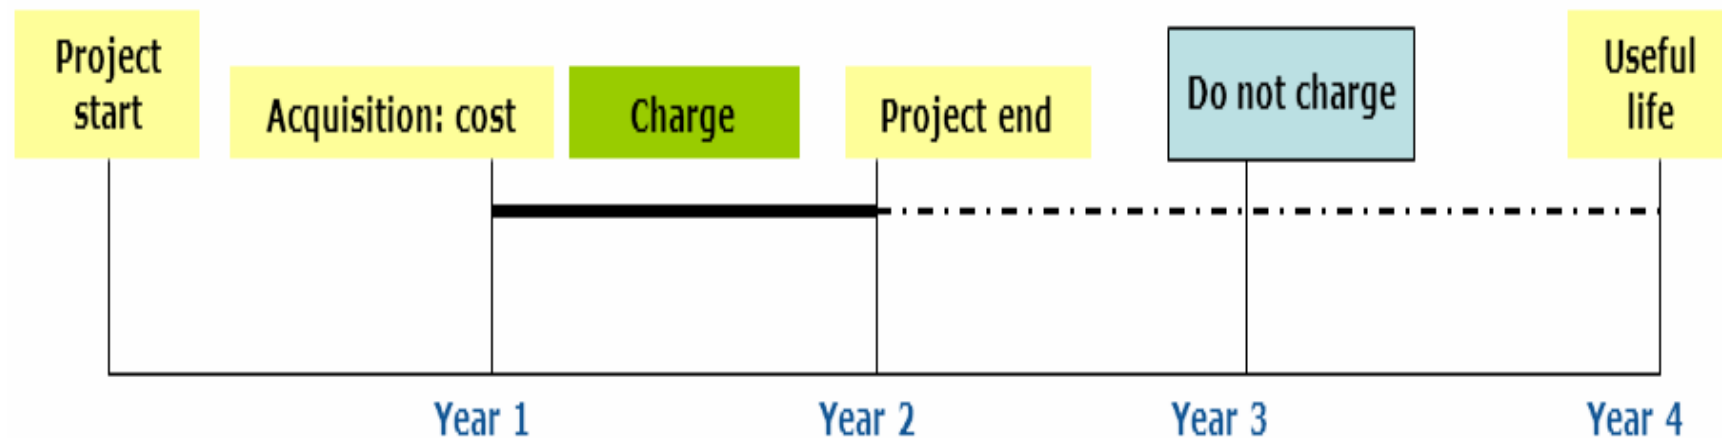 Project
start
Acquisition: cost
Charge
Project end
Do not charge
Useful
life
Year 1
Year 2
Year 3
Year 4